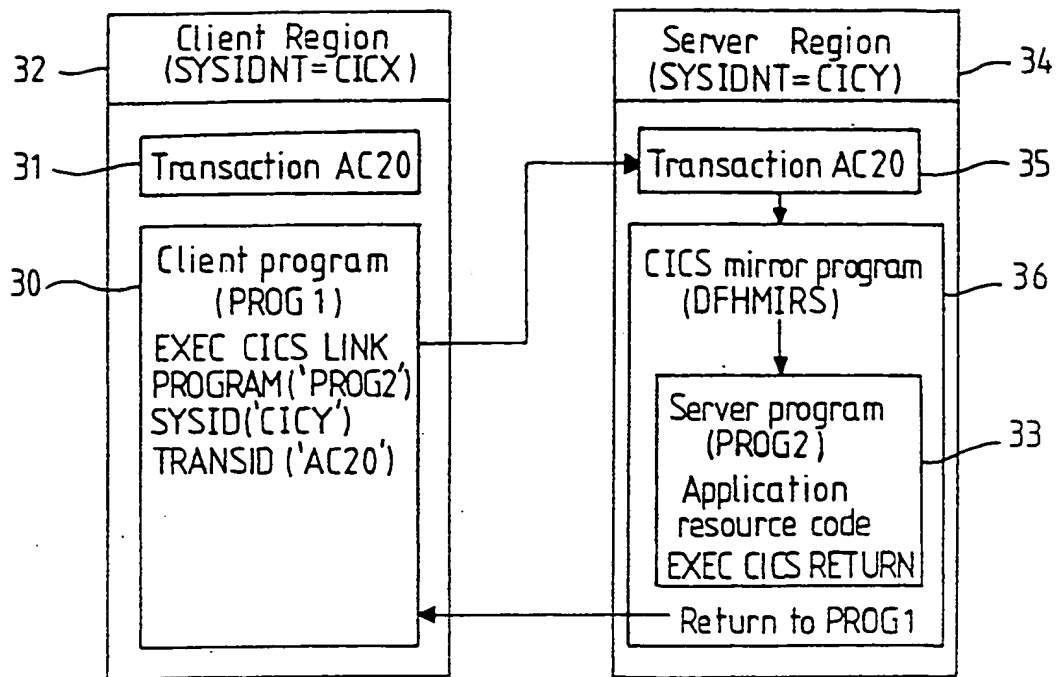 Client Region
(SYSIDNT=CICX)
32
31
Transaction AC20
30
Client program
(PROG 1)
EXEC CICS LINK
PROGRAM('PROG2')
SYSID('CICY')
TRANSID ('AC20')
Server Region
(SYSIDNT=CICY)
34
Transaction AC20
35
CICS mirror program
(DFHMIRS)
36
Server program
(PROG2)
33
Application
resource code
EXEC CICS RETURN
Return to PROG1